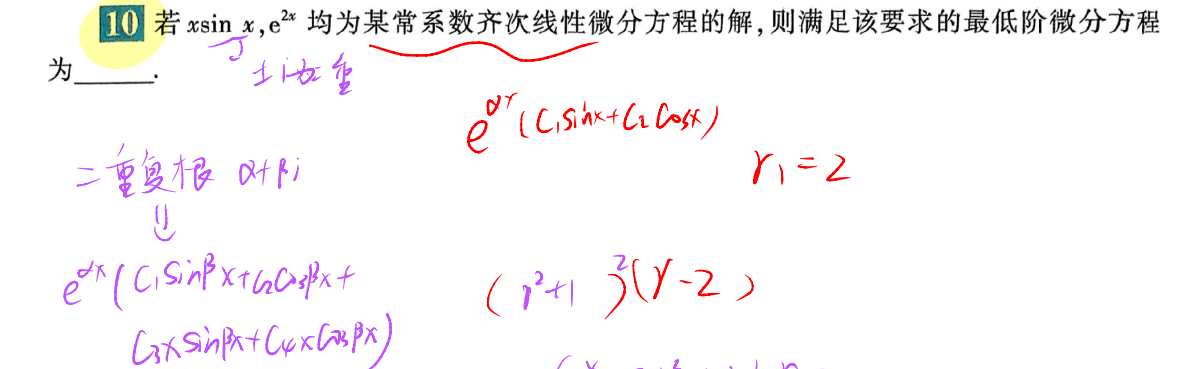 10 若 xsin x,e^{2x} 均为某常系数齐次线性微分方程的解,则满足该要求的最低阶微分方程
为______.
e^{αx}(C₁sinx+C₂cosx)
二重复根 α+βi
r₁=2
⇓
e^{αx}(C₁sinβx+C₂cosβx+
(r²+1)²(r-2)
C₃xsinβx+C₄xcosβx)